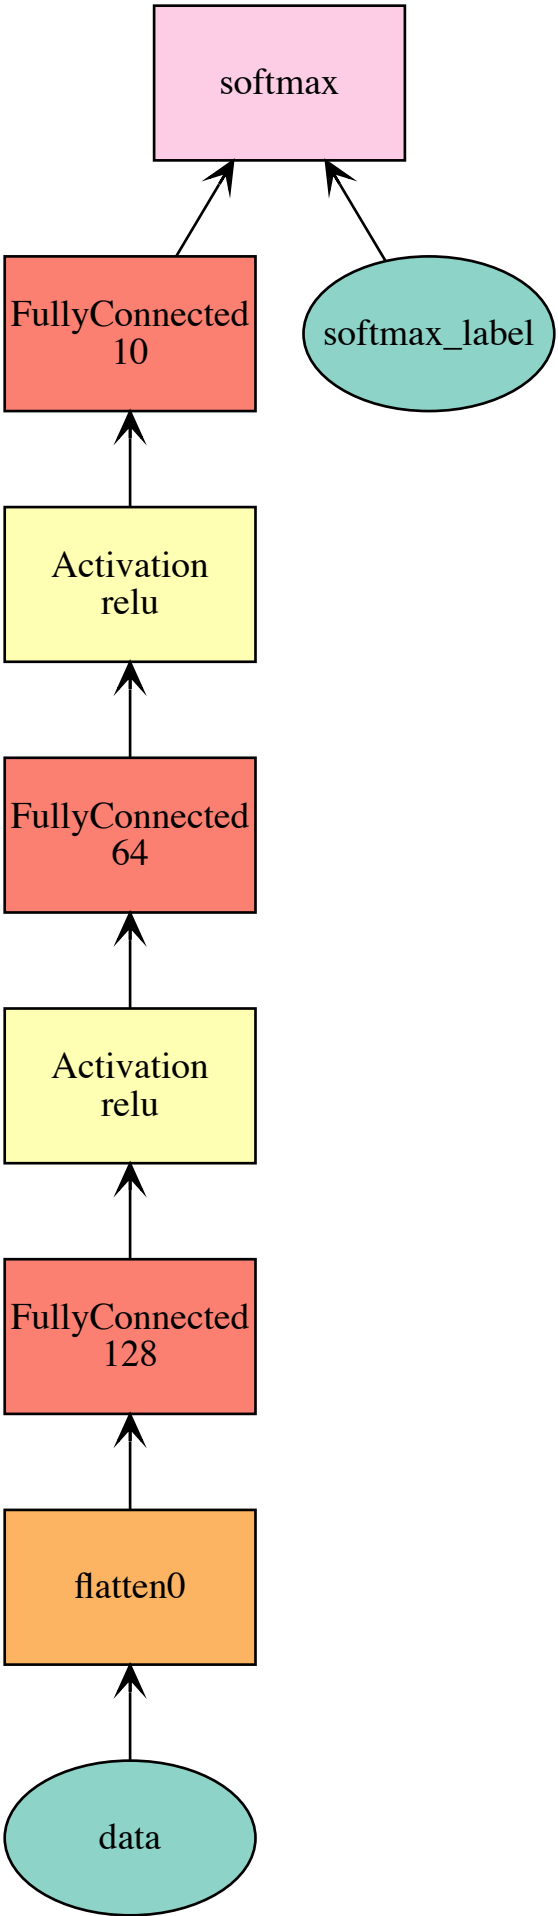 softmax
FullyConnected
10
softmax_label
Activation
relu
FullyConnected
64
Activation
relu
FullyConnected
128
flatten0
data